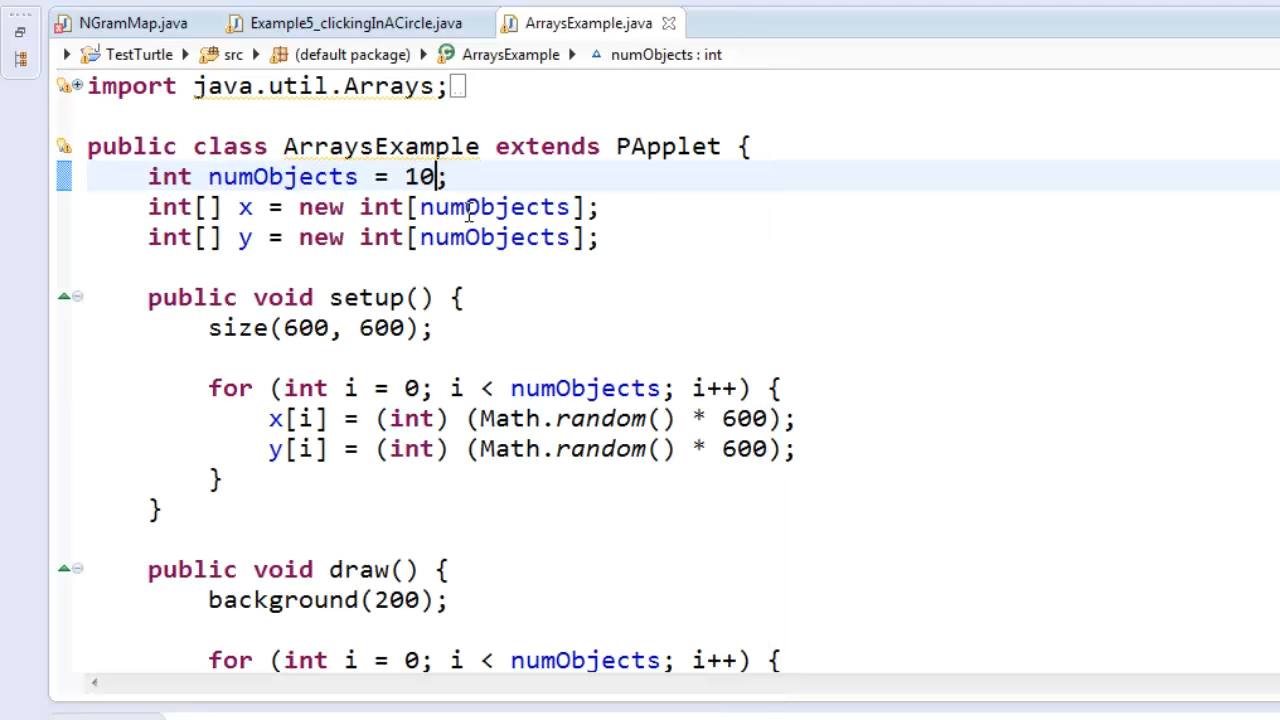 NGramMap.java Example5_clickingInACircle.java ArraysExample.java
TestTurtle src (default package) ArraysExample numObjects : int
import java.util.Arrays;
public class ArraysExample extends PApplet {
int numObjects = 10;
int[] x = new int[numObjects];
int[] y = new int[numObjects];
public void setup() {
size(600, 600);
for (int i = 0; i < numObjects; i++) {
x[i] = (int) (Math.random() * 600);
y[i] = (int) (Math.random() * 600);
}
}
public void draw() {
background(200);
for (int i = 0; i < numObjects; i++) {